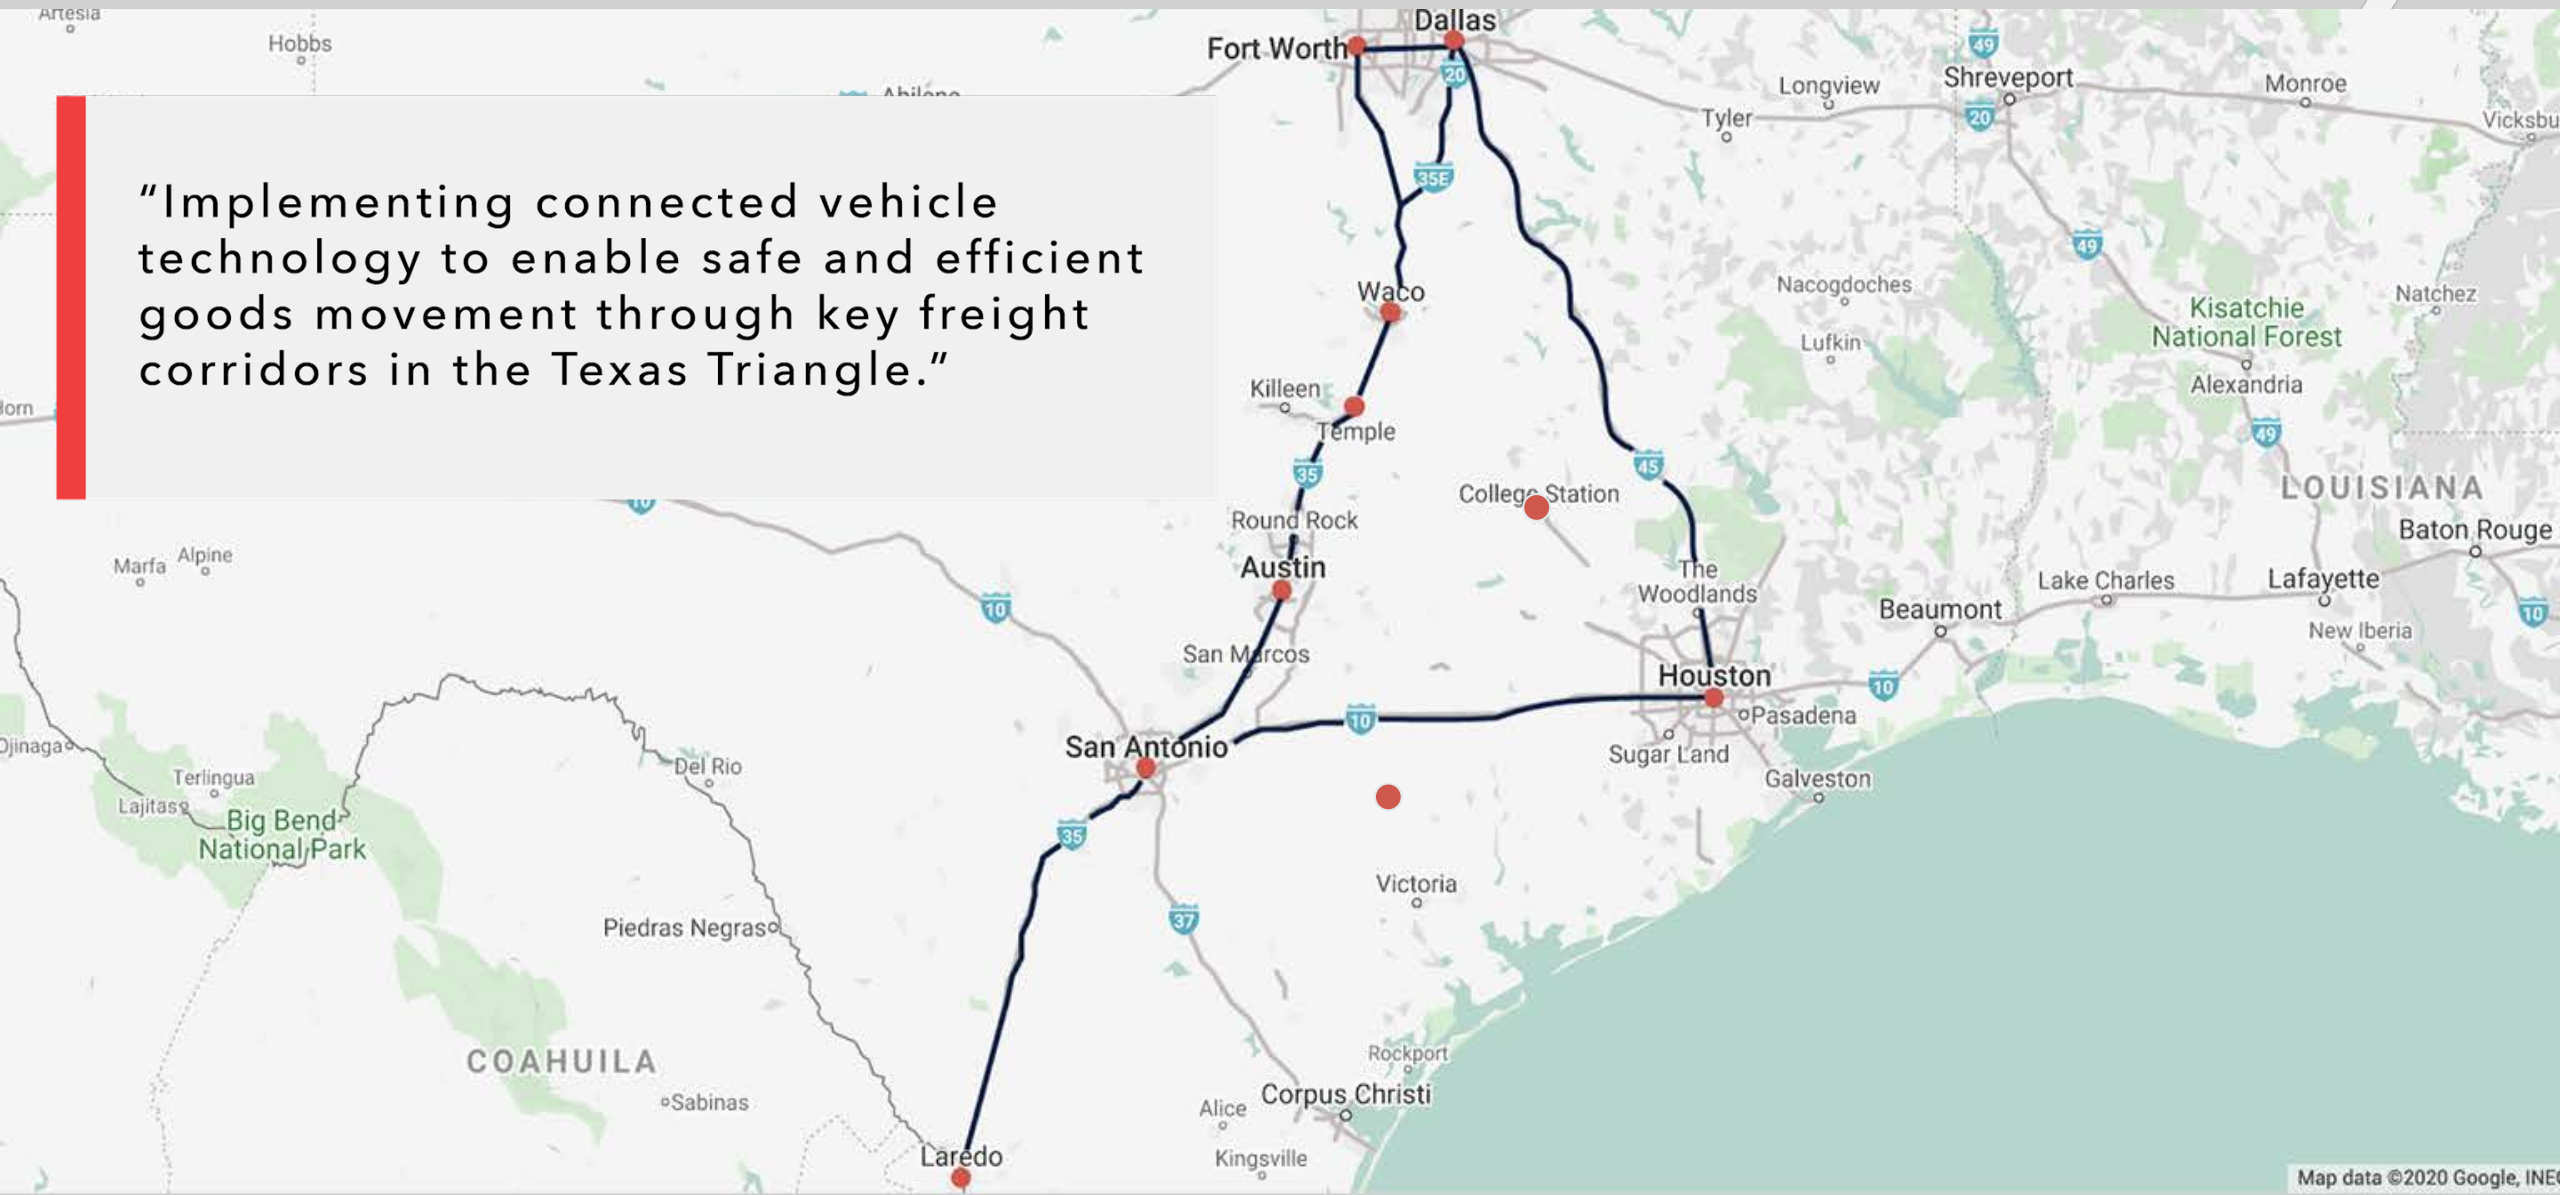 Artesia
Hobbs
Abilene
Fort Worth
Dallas
20
49
Longview
Shreveport
Monroe
Tyler
20
Vicksbu
“Implementing connected vehicle
technology to enable safe and efficient
goods movement through key freight
corridors in the Texas Triangle.”
35E
49
Waco
Nacogdoches
Natchez
Kisatchie
National Forest
Lufkin
Killeen
Alexandria
Horn
Temple
49
35
45
College Station
LOUISIANA
10
Round Rock
Baton Rouge
Marfa
Alpine
Austin
The
Woodlands
Lake Charles
Lafayette
10
Beaumont
10
New Iberia
San Marcos
Houston
10
10
Pasadena
San Antonio
Ojinaga
Sugar Land
Del Rio
Terlingua
Galveston
Lajitas
Big Bend
National Park
35
Victoria
37
Piedras Negras
COAHUILA
Rockport
Corpus Christi
Sabinas
Alice
Laredo
Kingsville
Map data ©2020 Google, INEG